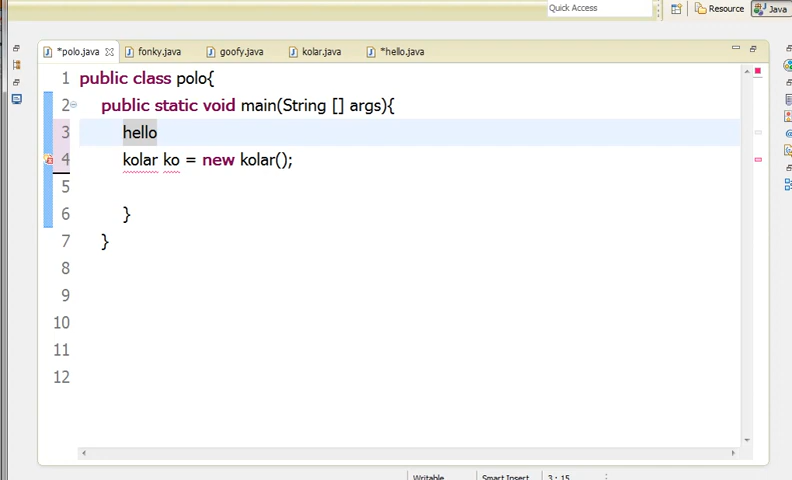 Quick Access
Resource
Java
*polo.java
fonky.java
goofy.java
kolar.java
*hello.java
1 public class polo{
2 public static void main(String [] args){
3 hello
4 kolar ko = new kolar();
5
6 }
7 }
8
9
10
11
12
Writable
Smart Insert
3 : 15